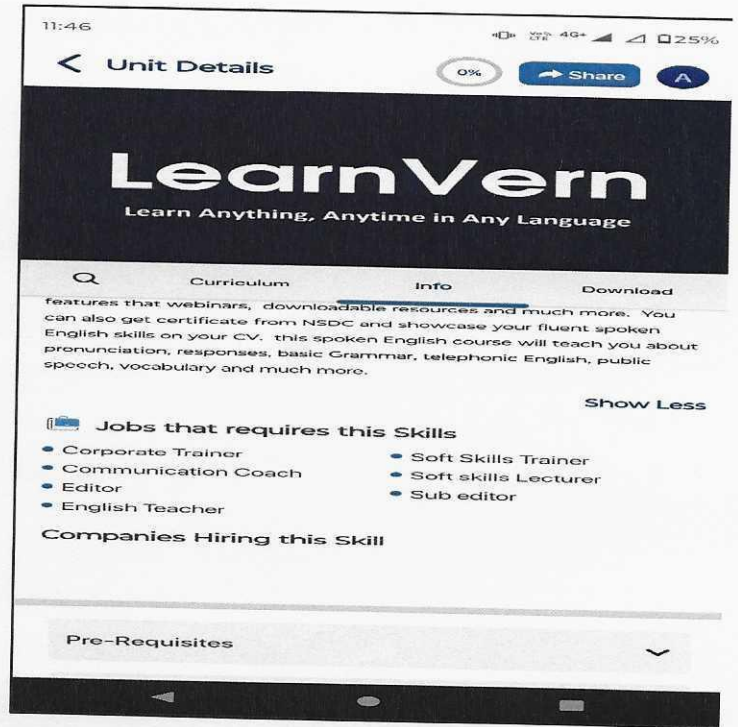 11:46
VoLTE 4G+ 25%
Unit Details
0%
Share
A
LearnVern
Learn Anything, Anytime in Any Language
Curriculum
Info
Download
features that webinars, downloadable resources and much more. You
can also get certificate from NSDC and showcase your fluent spoken
English skills on your CV. this spoken English course will teach you about
pronunciation, responses, basic Grammar, telephonic English, public
speech, vocabulary and much more.
Show Less
Jobs that requires this Skills
Corporate Trainer
Communication Coach
Editor
English Teacher
Soft Skills Trainer
Soft skills Lecturer
Sub editor
Companies Hiring this Skill
Pre-Requisites